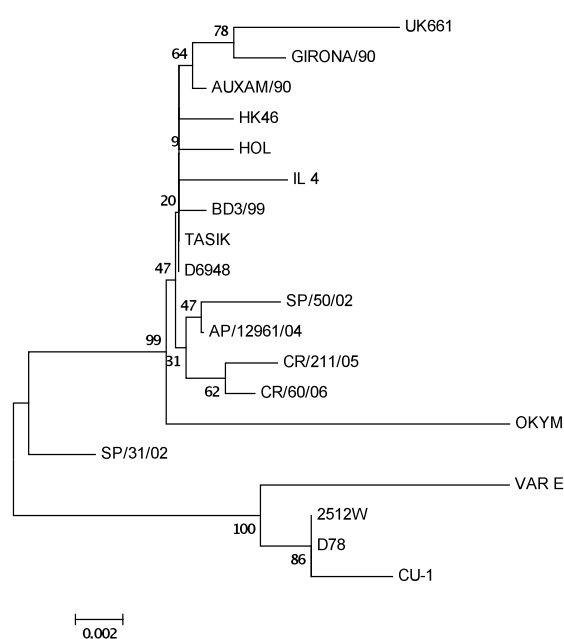 UK661
78
GIRONA/90
64
AUXAM/90
HK46
9
HOL
IL 4
20
BD3/99
TASIK
47
D6948
47
SP/50/02
AP/12961/04
99
31
CR/211/05
62
CR/60/06
OKYM
SP/31/02
VAR E
100
2512W
D78
86
CU-1
0.002